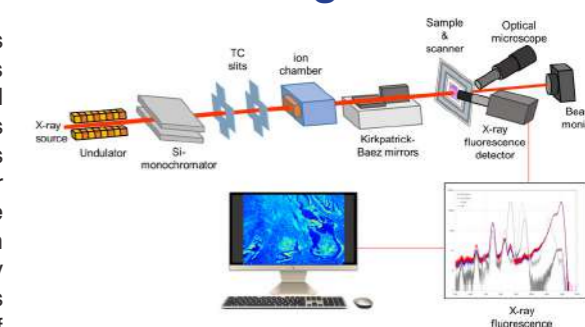 Sample
&
scanner
Optical
microscope
TC
slits
ion
chamber
X-ray
source
Undulator
Si-
monochromator
Kirkpatrick-
Baez mirrors
X-ray
fluorescence
detector
X-ray
fluorescence